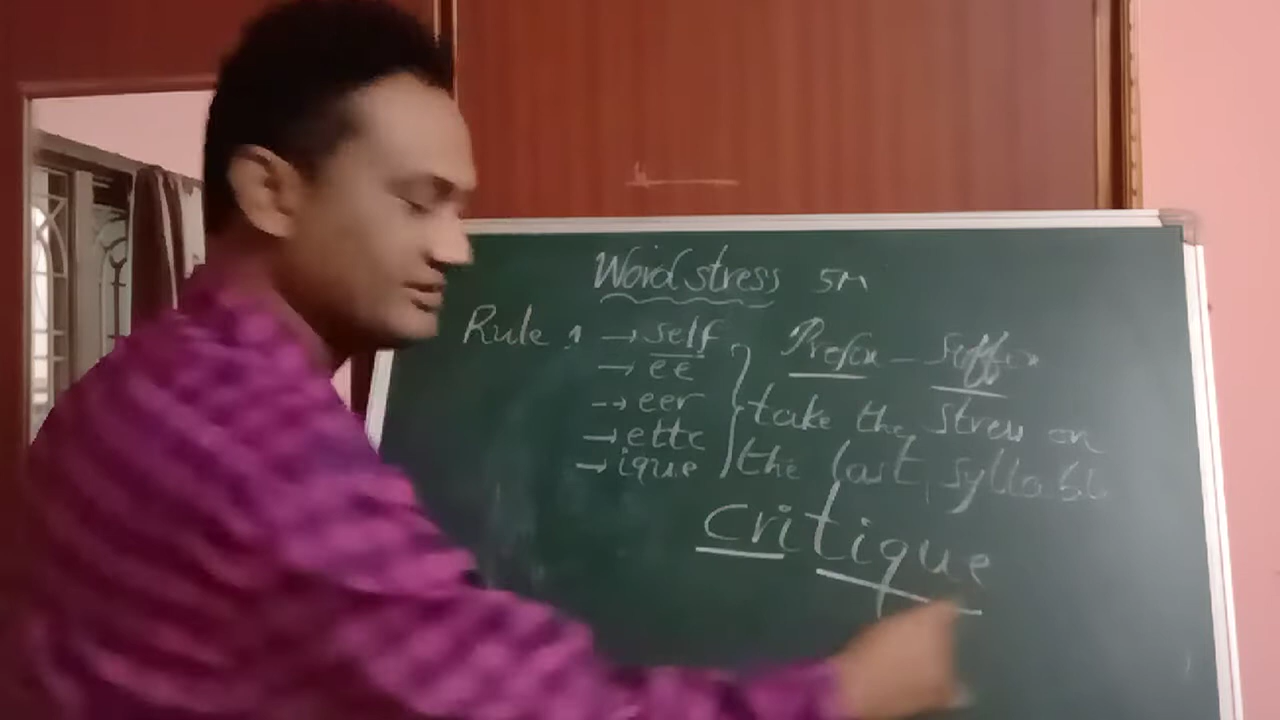 Word stress 5M
Rule 1 → self Prefix - Suffix
→ ee
→ eer take the stress on
→ ette
→ ique the last syllable
critique